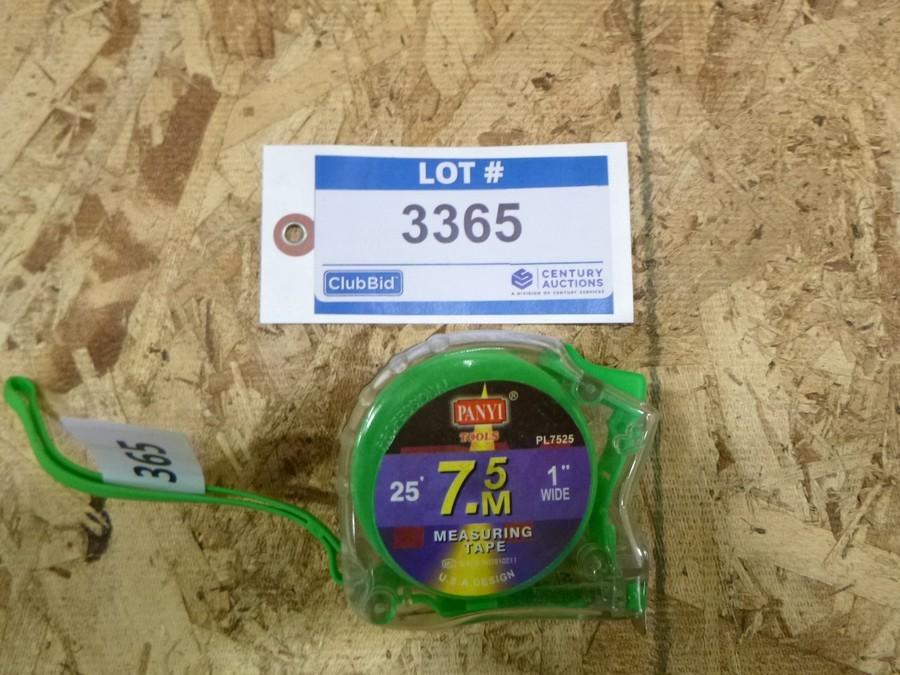 LOT #
3365
ClubBid
CENTURY
AUCTIONS
A DIVISION OF CENTURY SERVICES
365
PROFESSIONAL
PANYI®
TOOLS
PL7525
25' 7.5M 1" WIDE
MEASURING
TAPE
U.S.A DESIGN